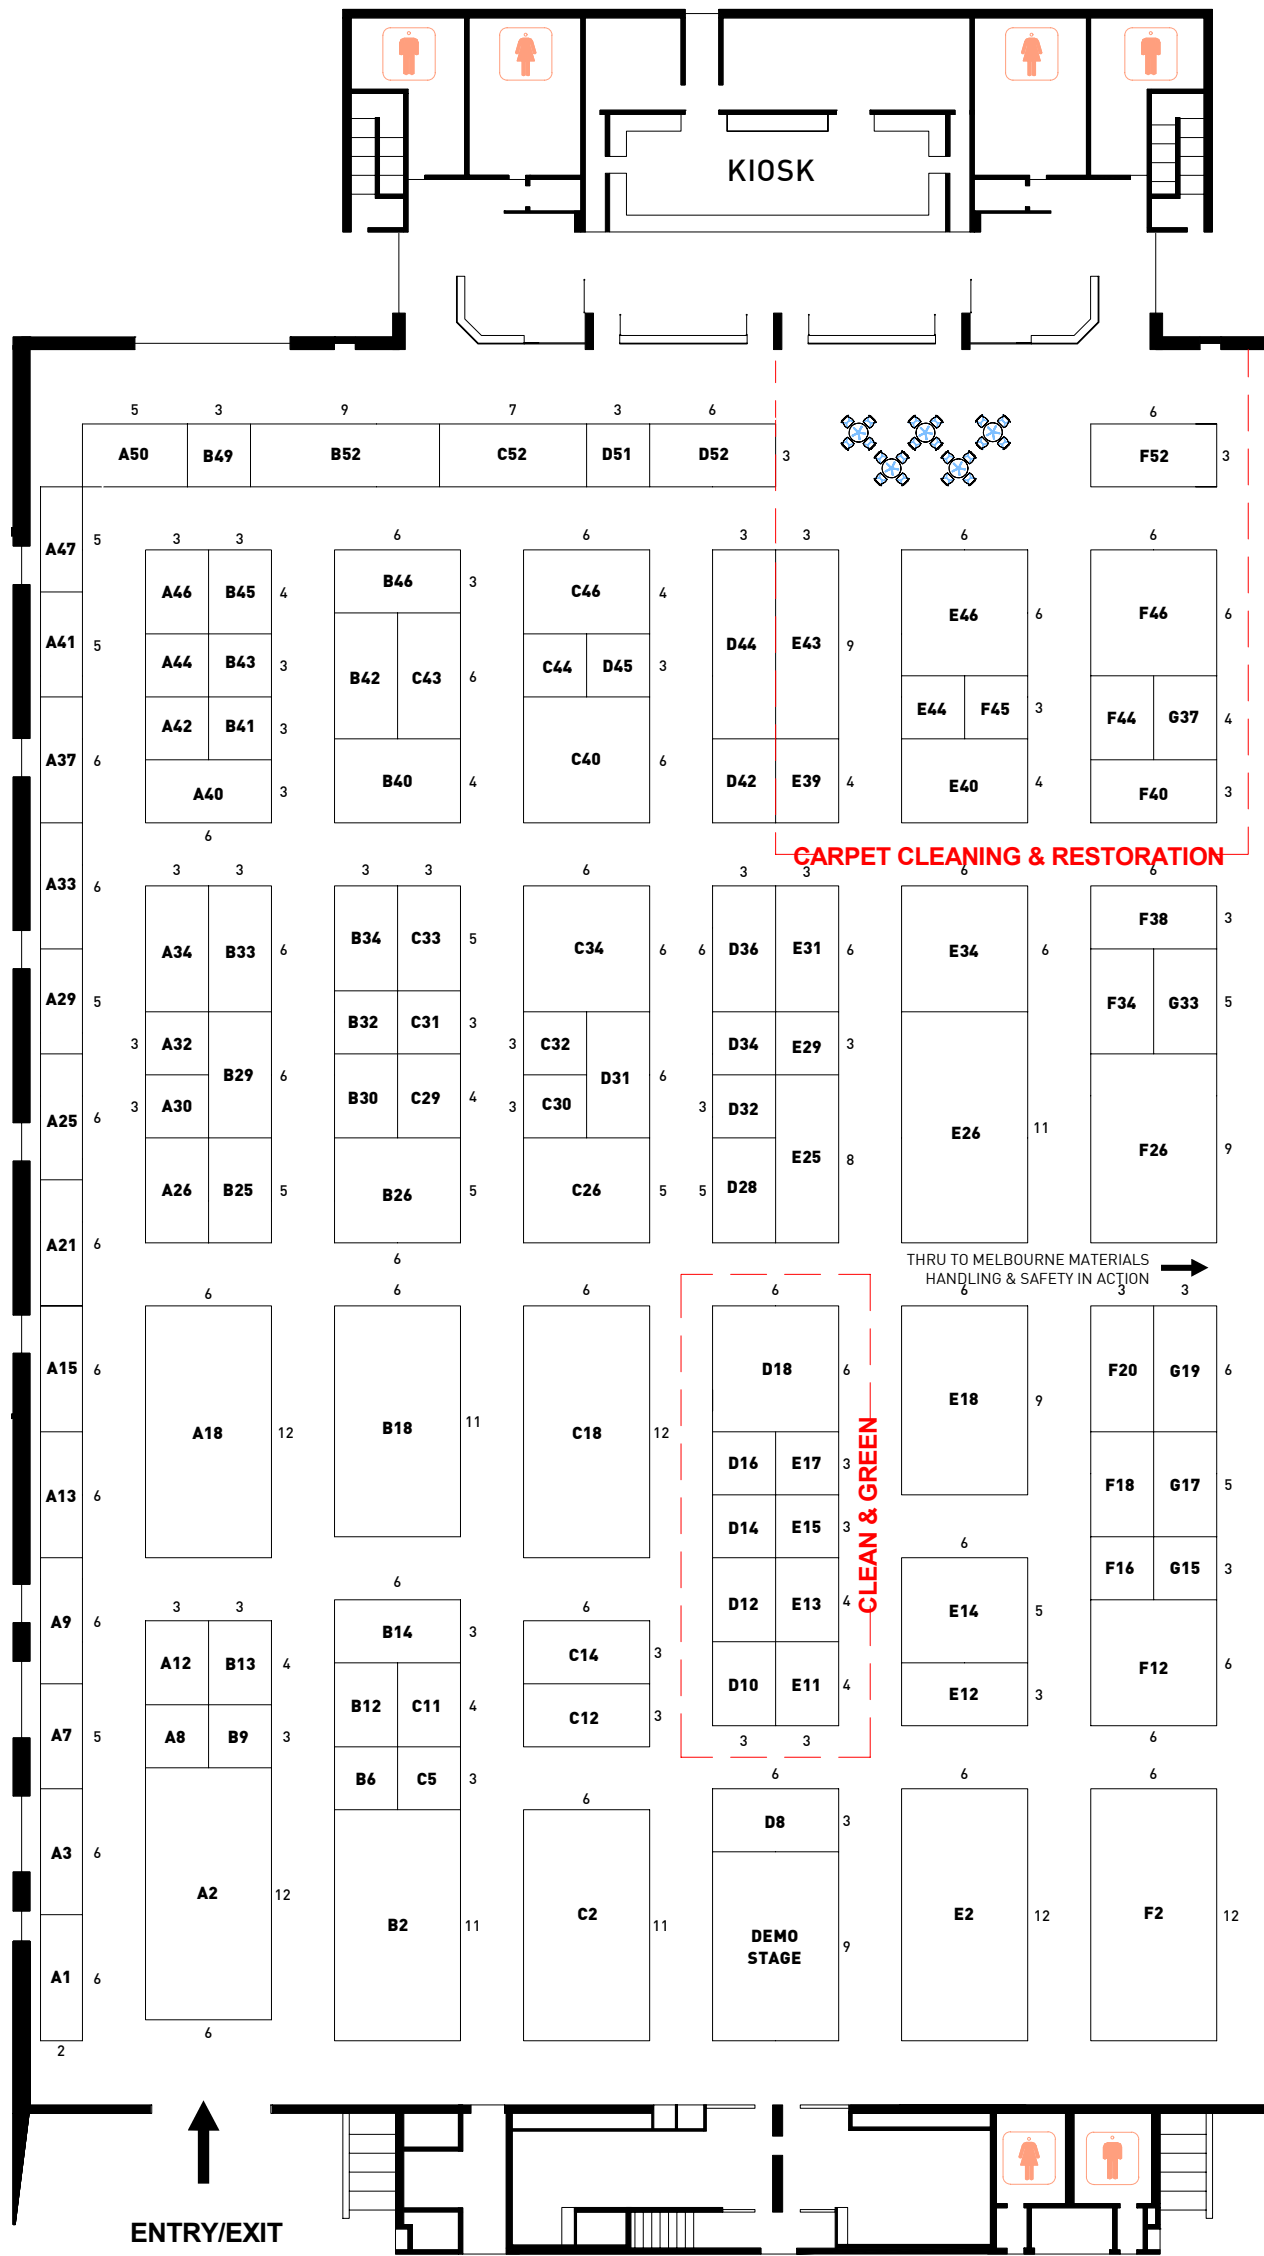 KIOSK
5 3 9 7 3 6 6
A50 B49 B52 C52 D51 D52 3 F52 3
A47 5 3 3 6 6 3 3 6 6
A46 B45 4 B46 3 C46 4 D44 E43 9 E46 6 F46 6
A41 5 A44 B43 3 B42 C43 6 C44 D45 3
A42 B41 3 E44 F45 3 F44 G37 4
A37 6 A40 3 B40 4 C40 6 D42 E39 4 E40 4 F40 3
6
CARPET CLEANING & RESTORATION
A33 6 3 3 3 3 6 3 3 6 6
F38 3
A34 B33 6 B34 C33 5 C34 6 6 D36 E31 6 E34 6
A29 5 F34 G33 5
3 A32 B32 C31 3 3 C32 D34 E29 3
B29 6 D31 6
3 A30 B30 C29 4 3 C30 3 D32
A25 6 E26 11 F26 9
A26 B25 5 B26 5 C26 5 5 D28 E25 8
A21 6 6
THRU TO MELBOURNE MATERIALS
HANDLING & SAFETY IN ACTION
6 6 6 6 6 3 3
A15 6 D18 6 F20 G19 6
A18 12 B18 11 C18 12 E18 9
D16 E17 3
A13 6 F18 G17 5
D14 E15 3
CLEAN & GREEN
6 6
F16 G15 3
A9 6 3 3 B14 3 6 D12 E13 4 E14 5
A12 B13 4 C14 3 F12 6
B12 C11 4 D10 E11 4 E12 3
A7 5 A8 B9 3 C12 3
3 3 6
B6 C5 3 6 6 6 6
D8 3
A3 6
A2 12 B2 11 C2 11 E2 12 F2 12
DEMO
STAGE
9
A1 6
6
2
ENTRY/EXIT